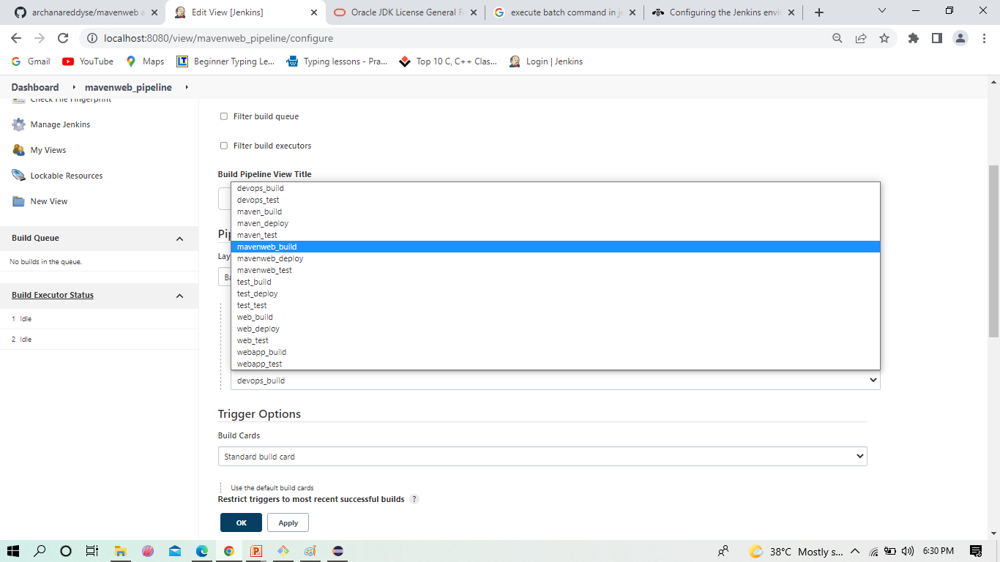 archanareddyse/mavenweb a
Edit View [Jenkins]
Oracle JDK License General F
execute batch command in je
Configuring the Jenkins envir
localhost:8080/view/mavenweb_pipeline/configure
Gmail
YouTube
Maps
Beginner Typing Le...
Typing lessons - Pra...
Top 10 C, C++ Clas...
Login | Jenkins
Dashboard
mavenweb_pipeline
Check File Fingerprint
Manage Jenkins
My Views
Lockable Resources
New View
Build Queue
No builds in the queue.
Build Executor Status
1 Idle
2 Idle
Filter build queue
Filter build executors
Build Pipeline View Title
Pip
Lay
Ba
devops_build
devops_test
maven_build
maven_deploy
maven_test
mavenweb_build
mavenweb_deploy
mavenweb_test
test_build
test_deploy
test_test
web_build
web_deploy
web_test
webapp_build
webapp_test
devops_build
Trigger Options
Build Cards
Standard build card
Use the default build cards
Restrict triggers to most recent successful builds ?
OK
Apply
38°C Mostly s...
6:30 PM